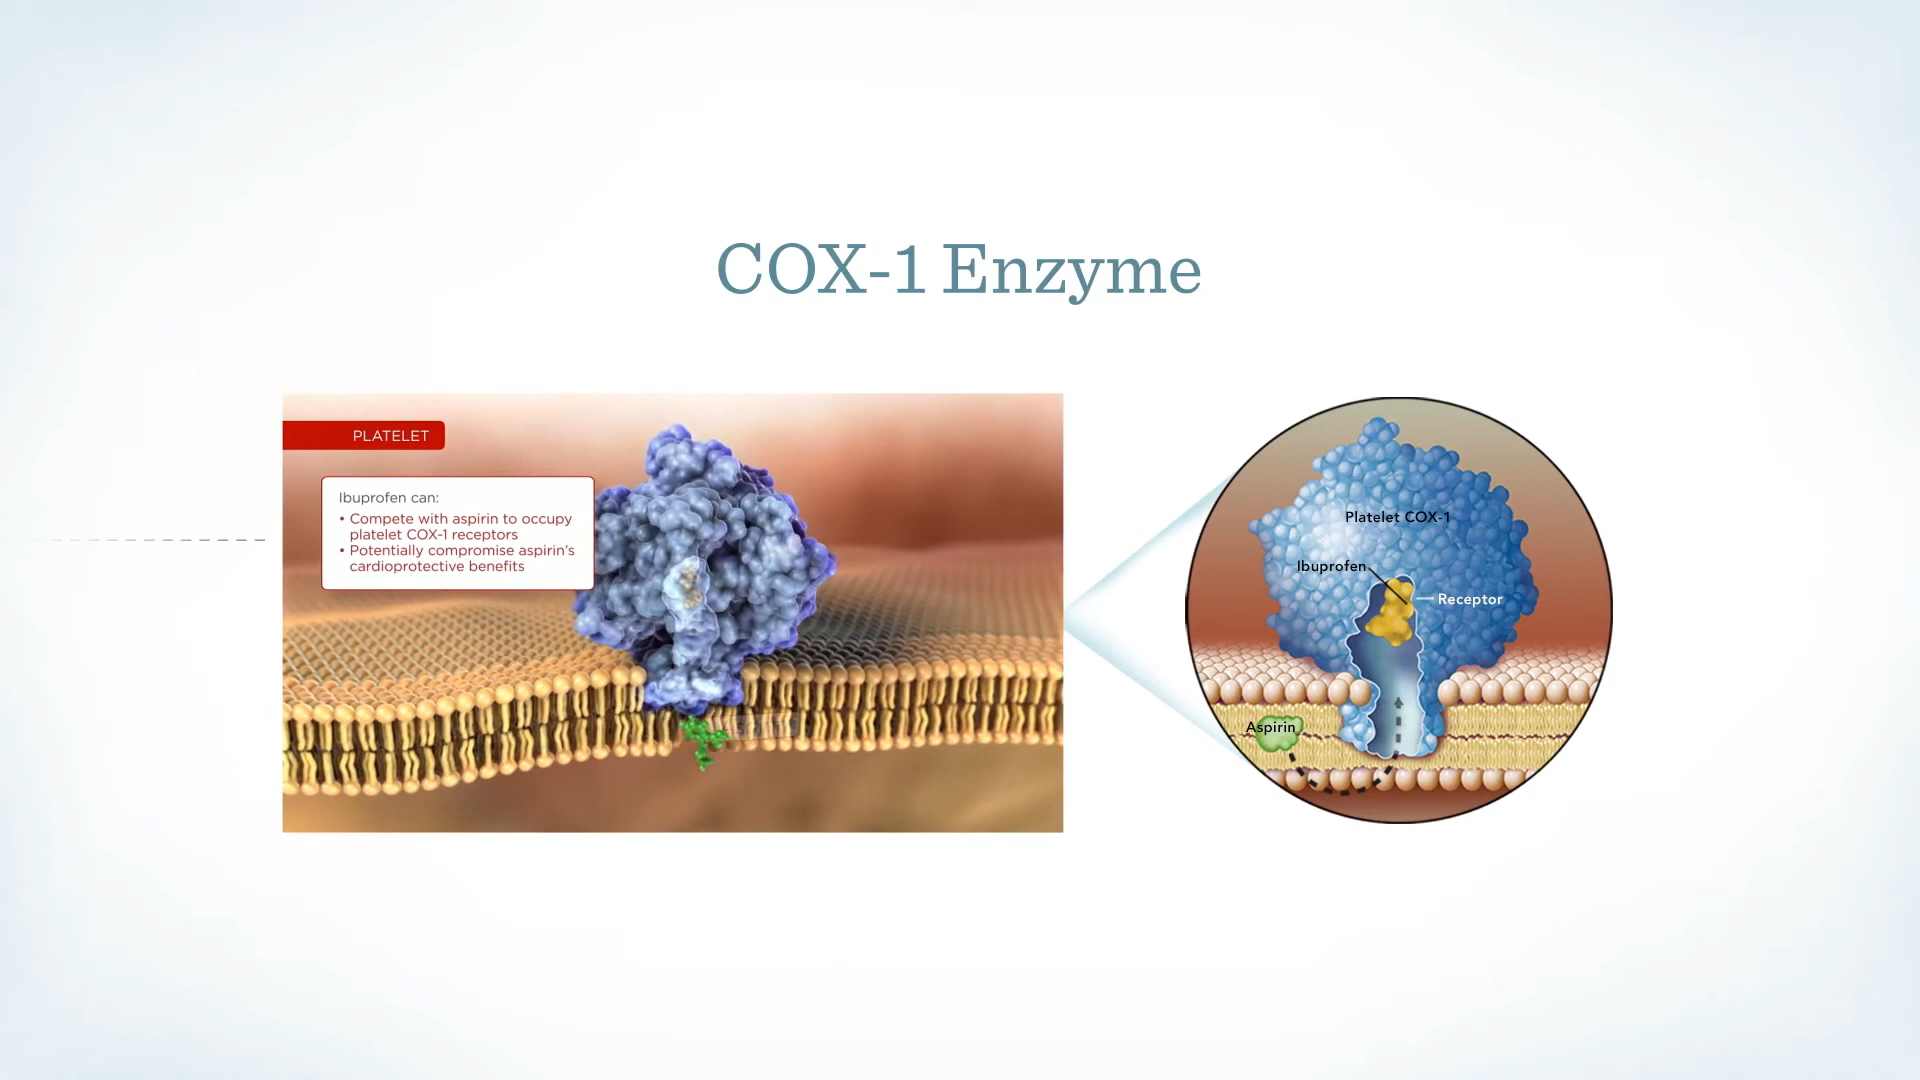 COX-1 Enzyme
PLATELET
Ibuprofen can:
• Compete with aspirin to occupy
platelet COX-1 receptors
• Potentially compromise aspirin's
cardioprotective benefits
Platelet COX-1
Ibuprofen
Receptor
Aspirin